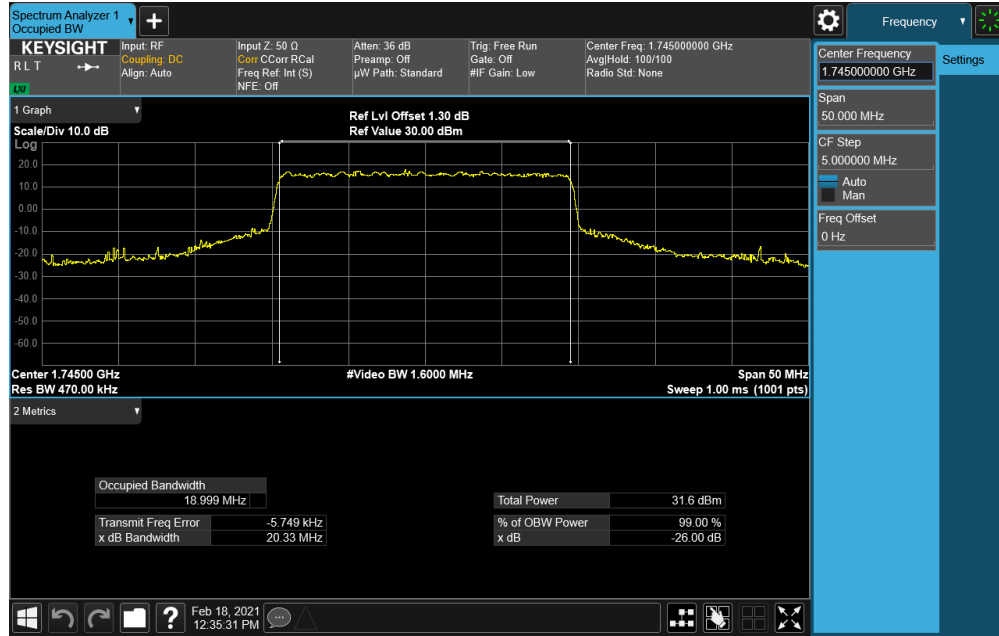 Spectrum Analyzer 1
Occupied BW
+
Frequency
KEYSIGHT
R L T
LXI
Input: RF
Coupling: DC
Align: Auto
Input Z: 50 Ω
Corr CCorr RCal
Freq Ref: Int (S)
NFE: Off
Atten: 36 dB
Preamp: Off
µW Path: Standard
Trig: Free Run
Gate: Off
#IF Gain: Low
Center Freq: 1.745000000 GHz
Avg|Hold: 100/100
Radio Std: None
Center Frequency
1.745000000 GHz
Settings
Span
50.000 MHz
CF Step
5.000000 MHz
Auto
Man
Freq Offset
0 Hz
1 Graph
Scale/Div 10.0 dB
Ref Lvl Offset 1.30 dB
Ref Value 30.00 dBm
Log
20.0
10.0
0.00
-10.0
-20.0
-30.0
-40.0
-50.0
-60.0
Center 1.74500 GHz
#Video BW 1.6000 MHz
Span 50 MHz
Res BW 470.00 kHz
Sweep 1.00 ms (1001 pts)
2 Metrics
Occupied Bandwidth
18.999 MHz
Total Power 31.6 dBm
Transmit Freq Error -5.749 kHz
% of OBW Power 99.00 %
x dB Bandwidth 20.33 MHz
x dB -26.00 dB
?
Feb 18, 2021
12:35:31 PM